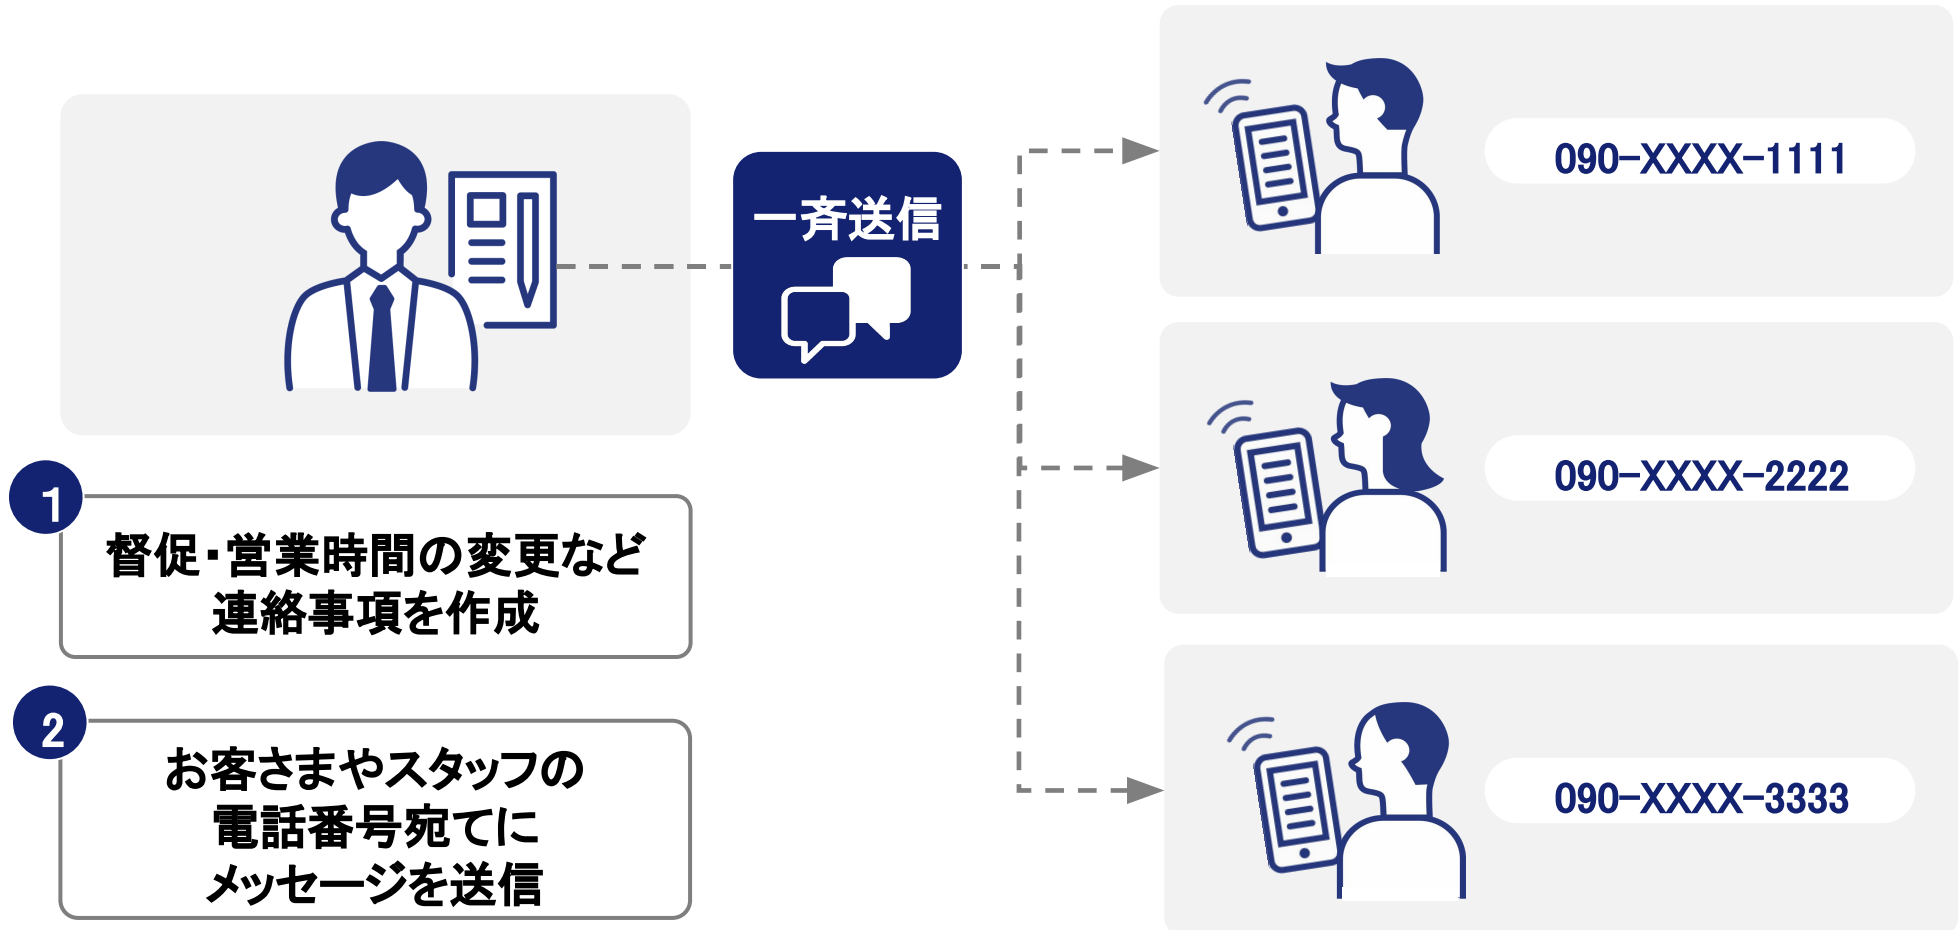 一斉送信
1
督促・営業時間の変更など
連絡事項を作成
2
お客さまやスタッフの
電話番号宛てに
メッセージを送信
090-XXXX-1111
090-XXXX-2222
090-XXXX-3333